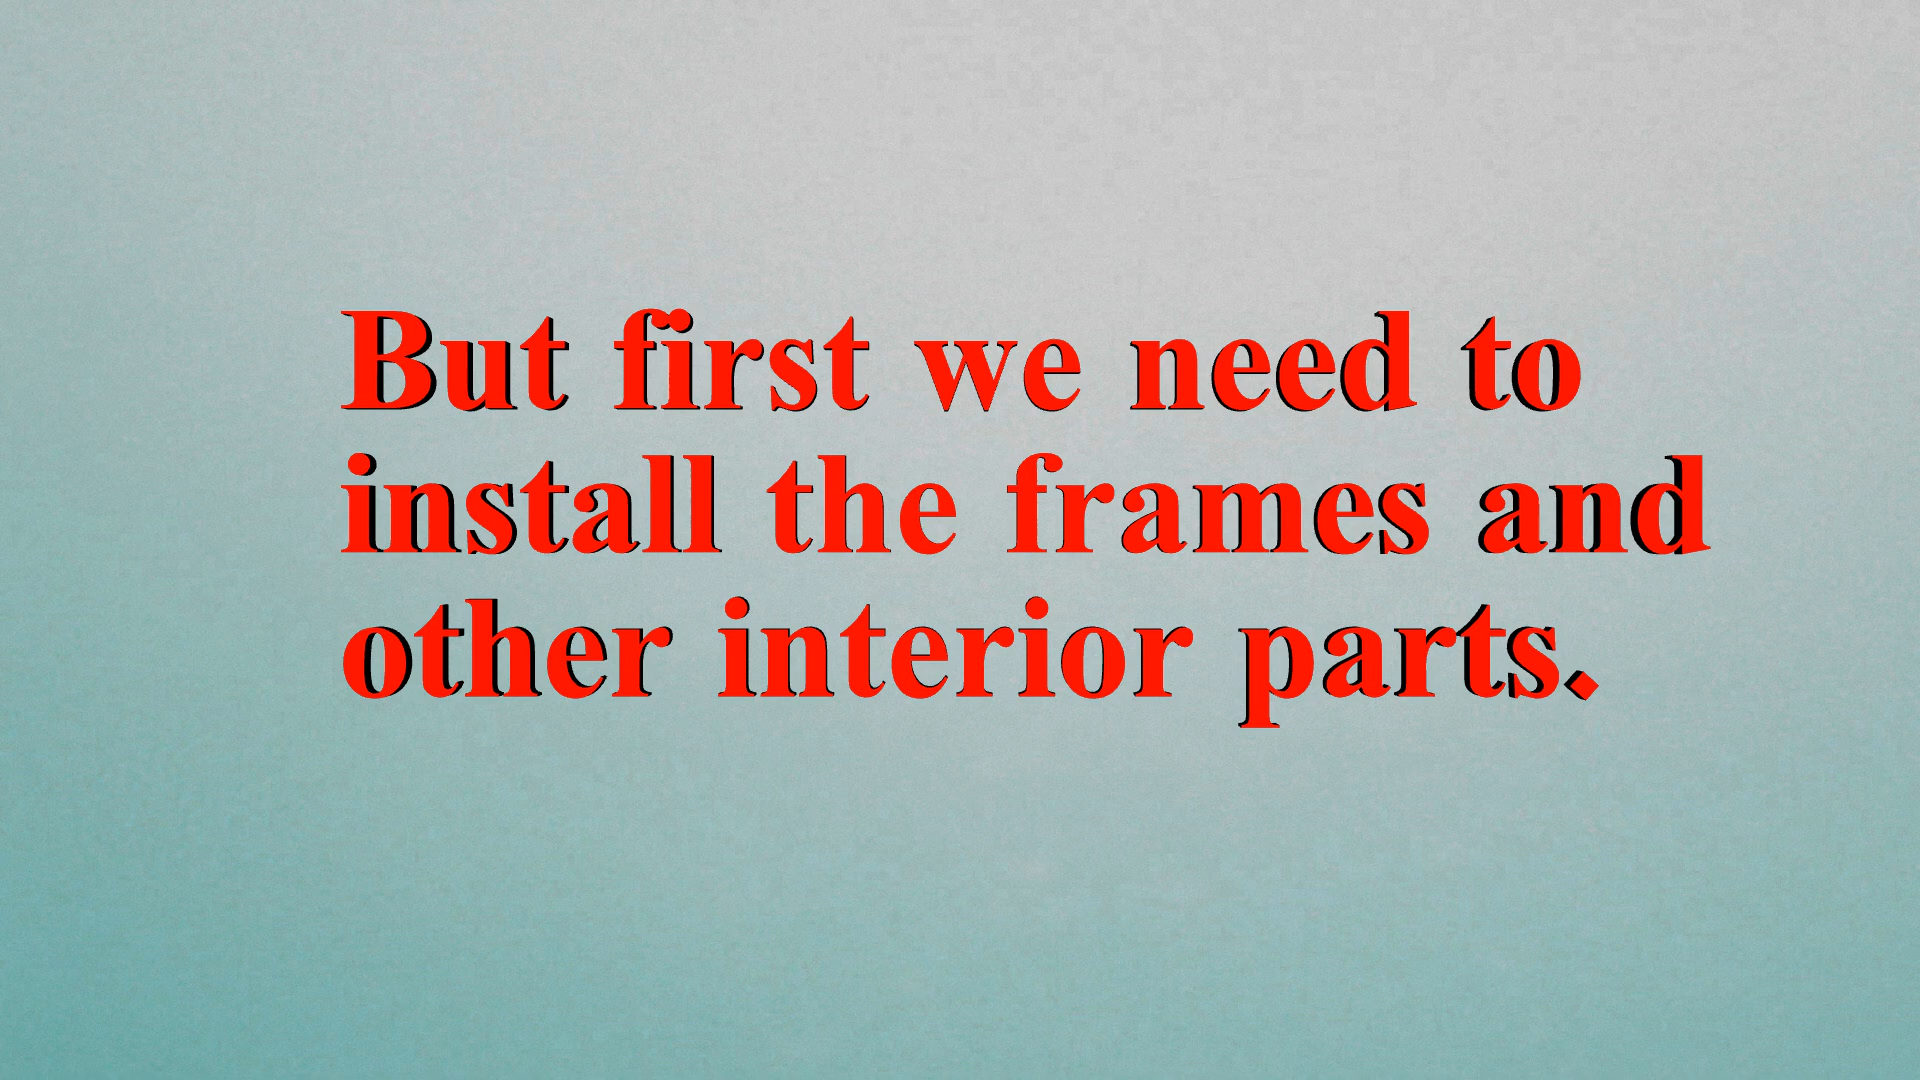 But first we need to
install the frames and
other interior parts.